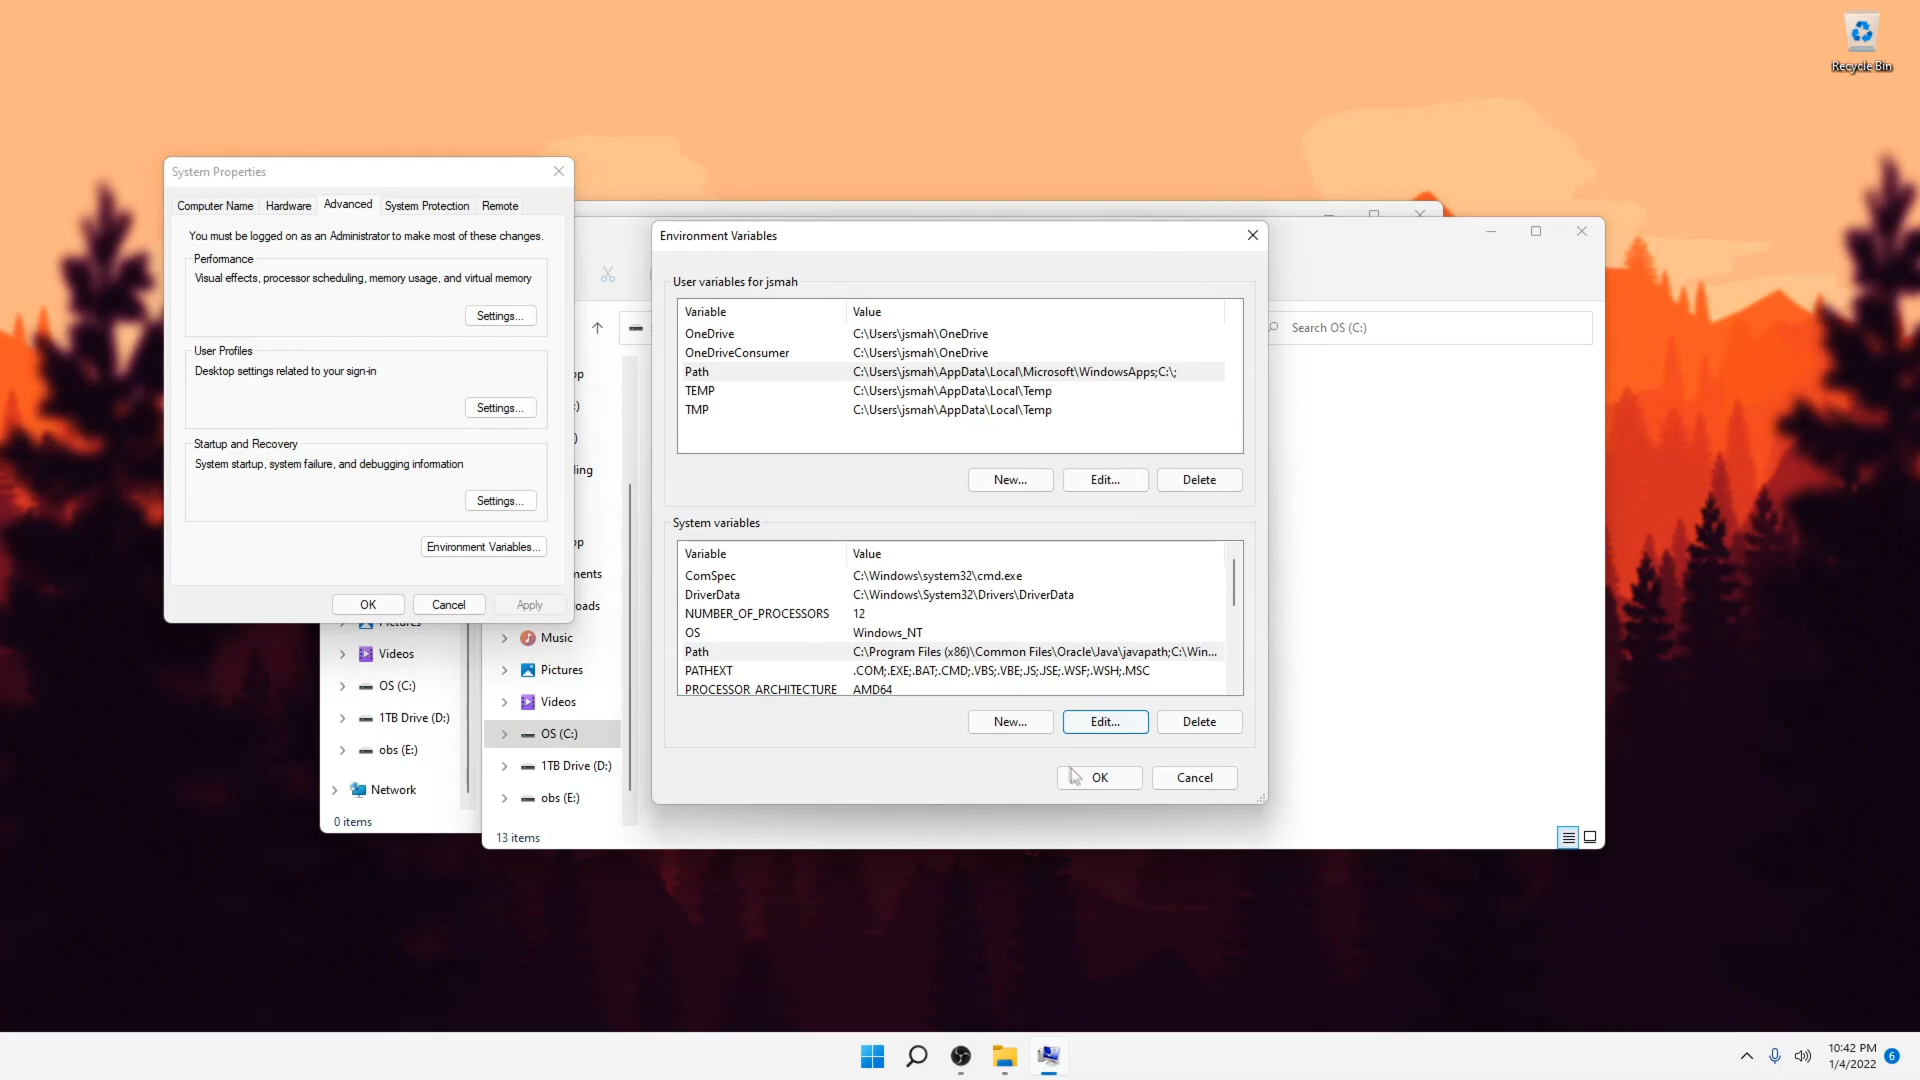 Recycle Bin
System Properties
Computer Name
Hardware
Advanced
System Protection
Remote
You must be logged on as an Administrator to make most of these changes.
Performance
Visual effects, processor scheduling, memory usage, and virtual memory
Settings...
User Profiles
Desktop settings related to your sign-in
Settings...
Startup and Recovery
System startup, system failure, and debugging information
Settings...
Environment Variables...
OK
Cancel
Apply
Videos
OS (C:)
1TB Drive (D:)
obs (E:)
Network
0 items
Music
Pictures
Videos
OS (C:)
1TB Drive (D:)
obs (E:)
13 items
Search OS (C:)
Environment Variables
User variables for jsmah
Variable Value
OneDrive C:\Users\jsmah\OneDrive
OneDriveConsumer C:\Users\jsmah\OneDrive
Path C:\Users\jsmah\AppData\Local\Microsoft\WindowsApps;C:\;
TEMP C:\Users\jsmah\AppData\Local\Temp
TMP C:\Users\jsmah\AppData\Local\Temp
New...
Edit...
Delete
System variables
Variable Value
ComSpec C:\Windows\system32\cmd.exe
DriverData C:\Windows\System32\Drivers\DriverData
NUMBER_OF_PROCESSORS 12
OS Windows_NT
Path C:\Program Files (x86)\Common Files\Oracle\Java\javapath;C:\Win...
PATHEXT .COM;.EXE;.BAT;.CMD;.VBS;.VBE;.JS;.JSE;.WSF;.WSH;.MSC
PROCESSOR_ARCHITECTURE AMD64
New...
Edit...
Delete
OK
Cancel
10:42 PM
1/4/2022
6